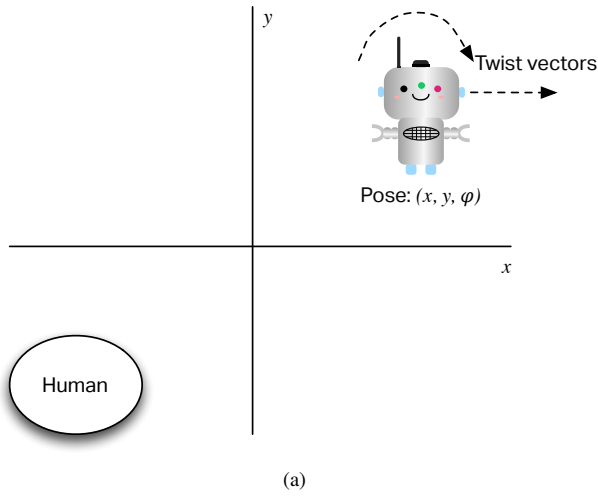 y
Twist vectors
Pose: (x, y, φ)
x
Human
(a)